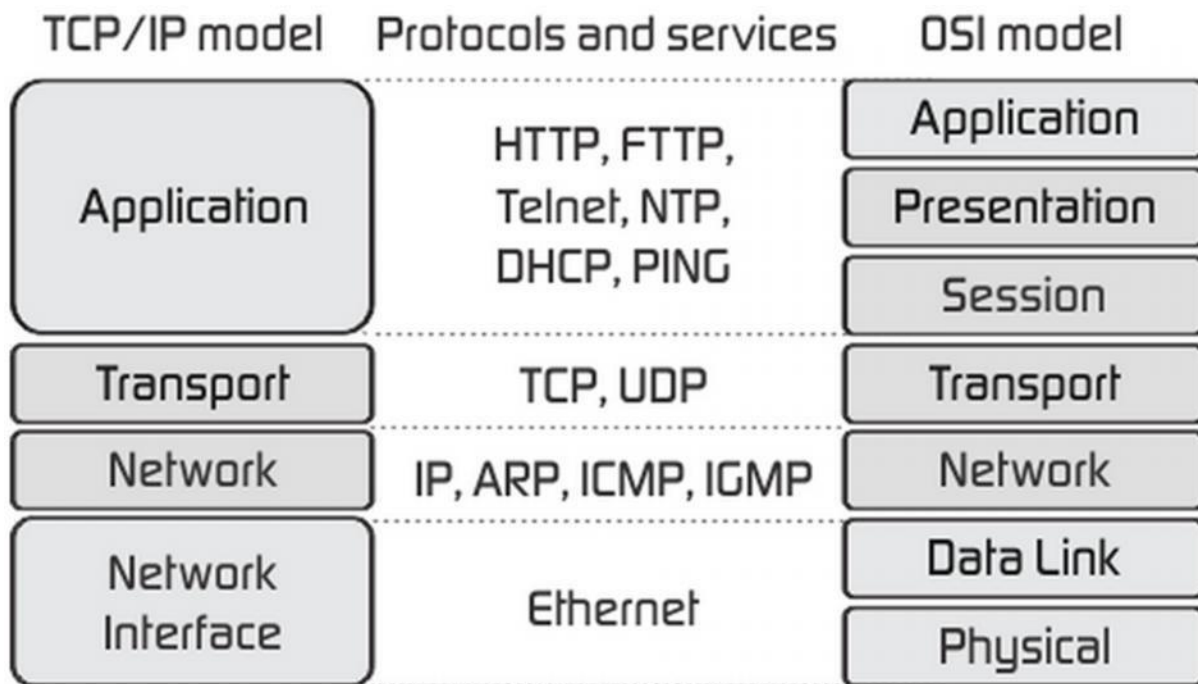 TCP/IP model
Protocols and services
OSI model
Application
HTTP, FTTP,
Telnet, NTP,
DHCP, PING
Application
Presentation
Session
Transport
TCP, UDP
Transport
Network
IP, ARP, ICMP, IGMP
Network
Network
Interface
Ethernet
Data Link
Physical